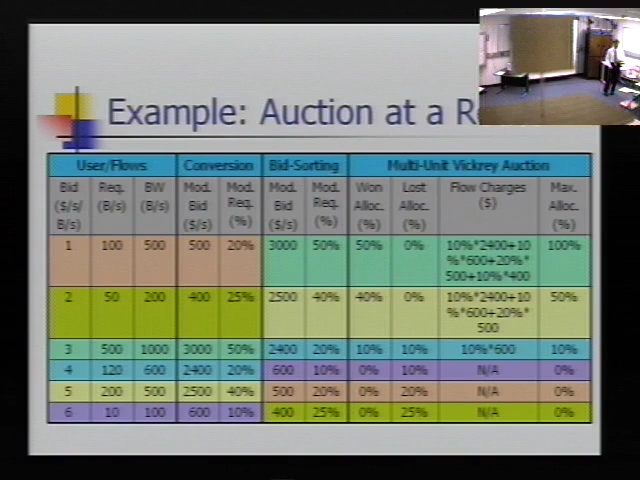 Example: Auction at a R
User/Flows Conversion Bid-Sorting Multi-Unit Vickrey Auction
Bid ($/s/ B/s) Req. (B/s) BW (B/s) Mod. Bid ($/s) Mod. Req. (%) Mod. Bid ($/s) Mod. Req. (%) Won Alloc. (%) Lost Alloc. (%) Flow Charges ($) Max. Alloc. (%)
1 100 500 500 20% 3000 50% 50% 0% 10%*2400+10 %*600+20%* 500+10%*400 100%
2 50 200 400 25% 2500 40% 40% 0% 10%*2400+10 %*600+20%* 500 50%
3 500 1000 3000 50% 2400 20% 10% 10% 10%*600 10%
4 120 600 2400 20% 600 10% 0% 10% N/A 0%
5 200 500 2500 40% 500 20% 0% 20% N/A 0%
6 10 100 600 10% 400 25% 0% 25% N/A 0%